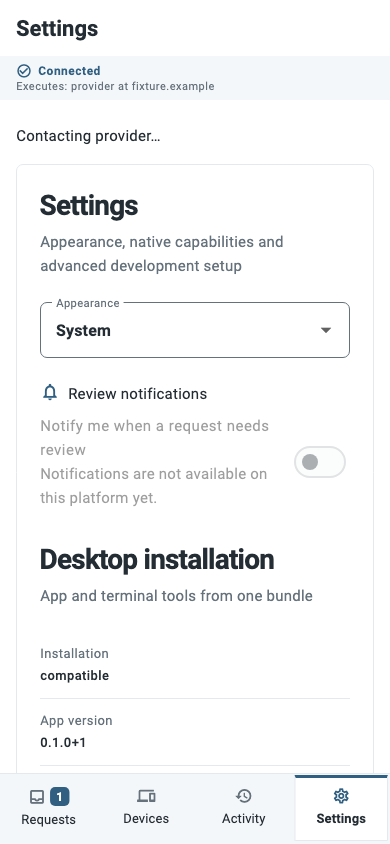 Settings
Connected
Executes: provider at fixture.example
Contacting provider…
Settings
Appearance, native capabilities and
advanced development setup
Appearance
System
Review notifications
Notify me when a request needs
review
Notifications are not available on
this platform yet.
Desktop installation
App and terminal tools from one bundle
Installation
compatible
App version
0.1.0+1
1
Requests
Devices
Activity
Settings